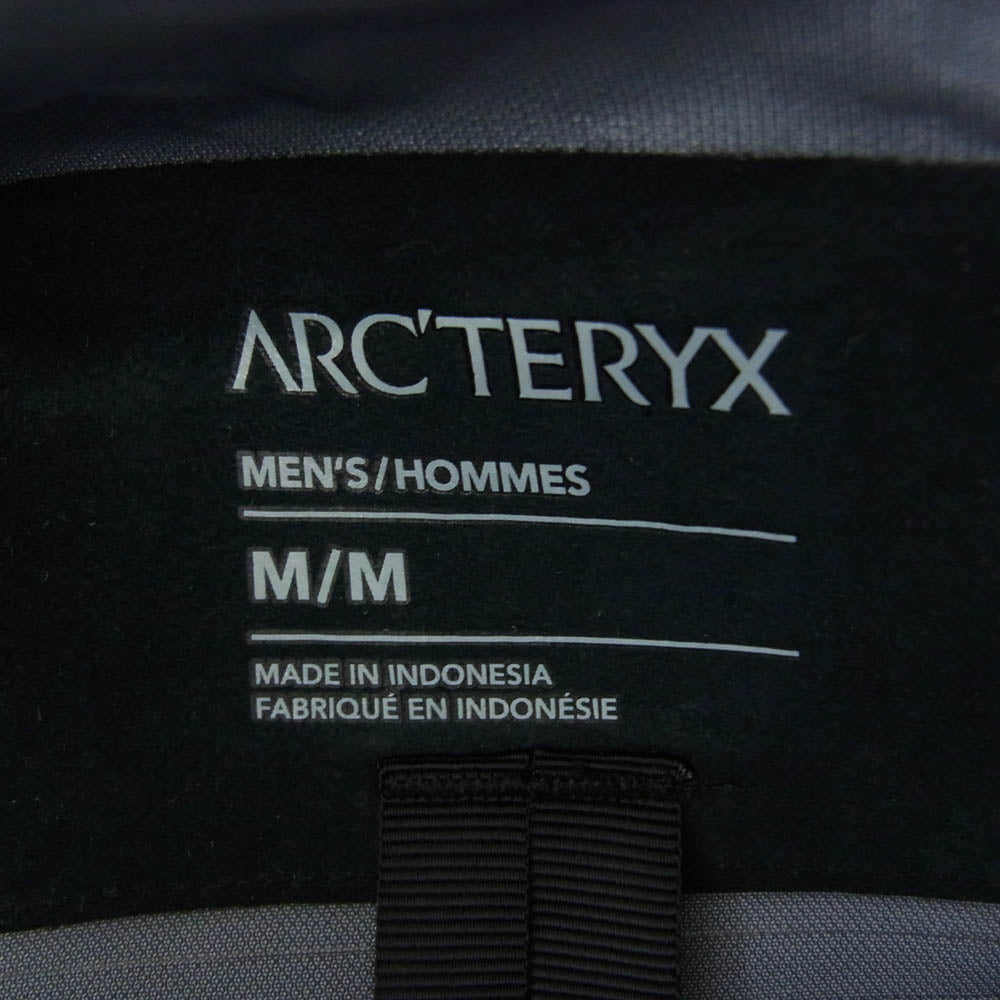 ARC'TERYX
MEN'S/HOMMES
M/M
MADE IN INDONESIA
FABRIQUÉ EN INDONÉSIE